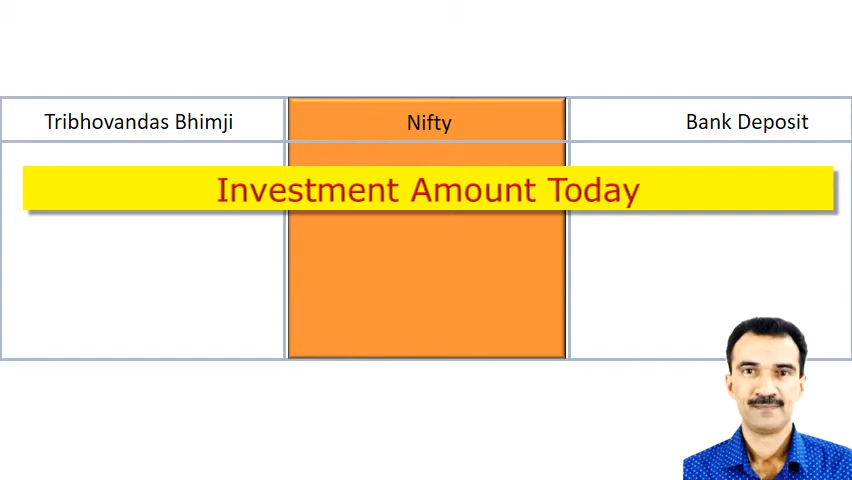 Tribhovandas Bhimji
Nifty
Bank Deposit
Investment Amount Today